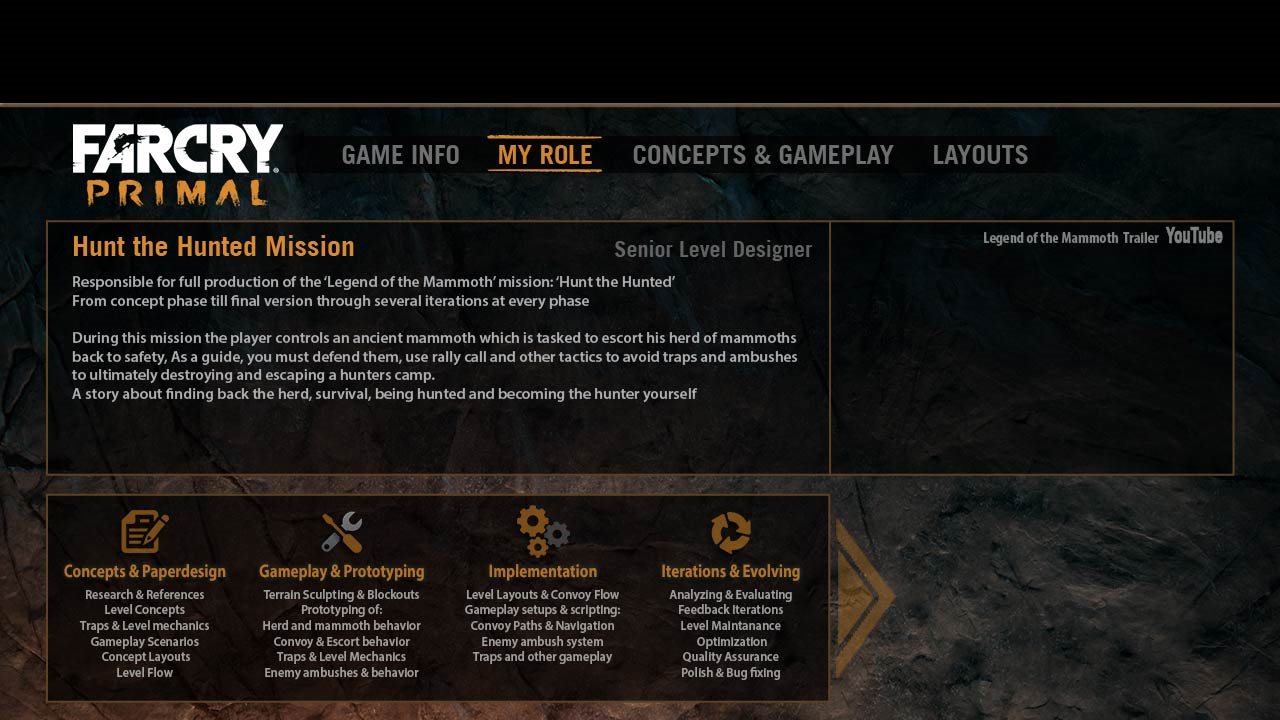 FARCRY®
PRIMAL
GAME INFO
MY ROLE
CONCEPTS & GAMEPLAY
LAYOUTS
Hunt the Hunted Mission
Senior Level Designer
Responsible for full production of the ‘Legend of the Mammoth’ mission: ‘Hunt the Hunted’
From concept phase till final version through several iterations at every phase
During this mission the player controls an ancient mammoth which is tasked to escort his herd of mammoths
back to safety, As a guide, you must defend them, use rally call and other tactics to avoid traps and ambushes
to ultimately destroying and escaping a hunters camp.
A story about finding back the herd, survival, being hunted and becoming the hunter yourself
Legend of the Mammoth Trailer YouTube
Concepts & Paperdesign
Research & References
Level Concepts
Traps & Level mechanics
Gameplay Scenarios
Concept Layouts
Level Flow
Gameplay & Prototyping
Terrain Sculpting & Blockouts
Prototyping of:
Herd and mammoth behavior
Convoy & Escort behavior
Traps & Level Mechanics
Enemy ambushes & behavior
Implementation
Level Layouts & Convoy Flow
Gameplay setups & scripting:
Convoy Paths & Navigation
Enemy ambush system
Traps and other gameplay
Iterations & Evolving
Analyzing & Evaluating
Feedback Iterations
Level Maintanance
Optimization
Quality Assurance
Polish & Bug fixing